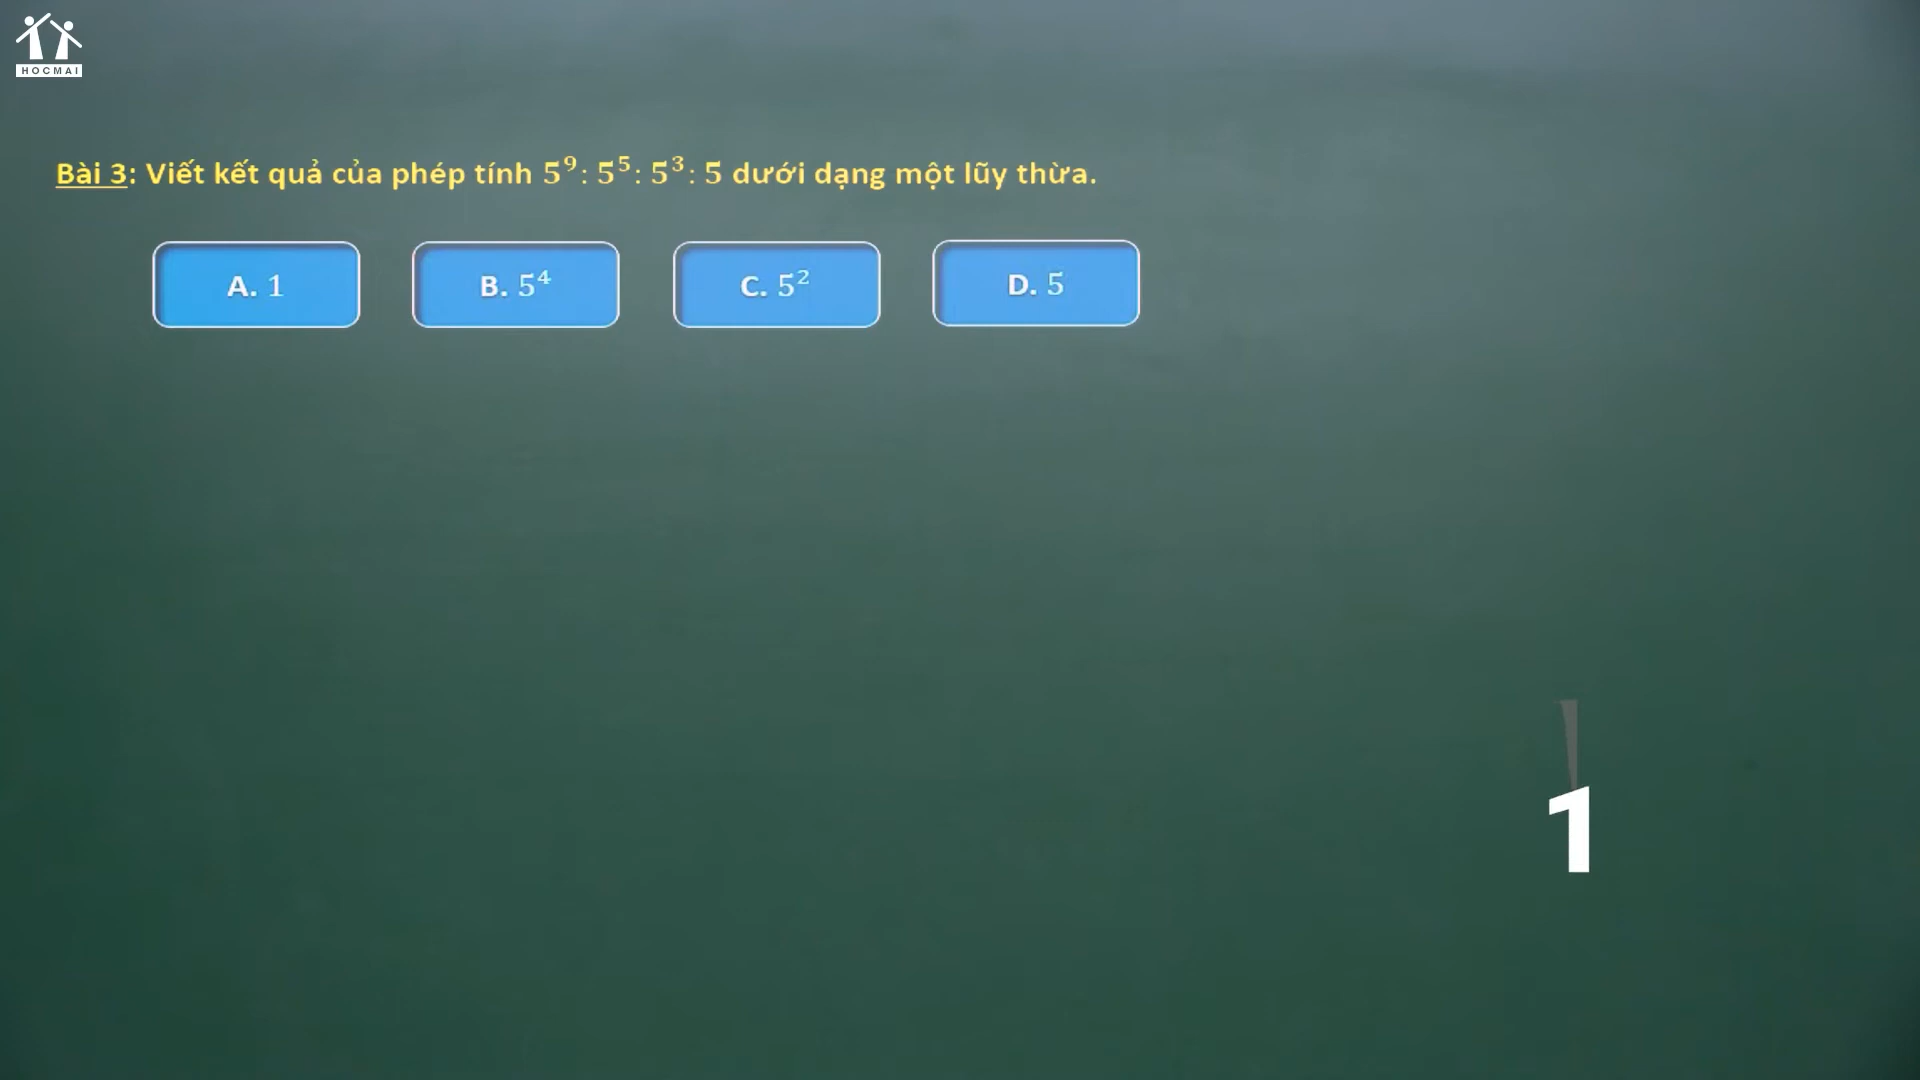 HOCMAI
Bài 3: Viết kết quả của phép tính 5⁹: 5⁵: 5³: 5 dưới dạng một lũy thừa.
A. 1 B. 5⁴ C. 5² D. 5
1